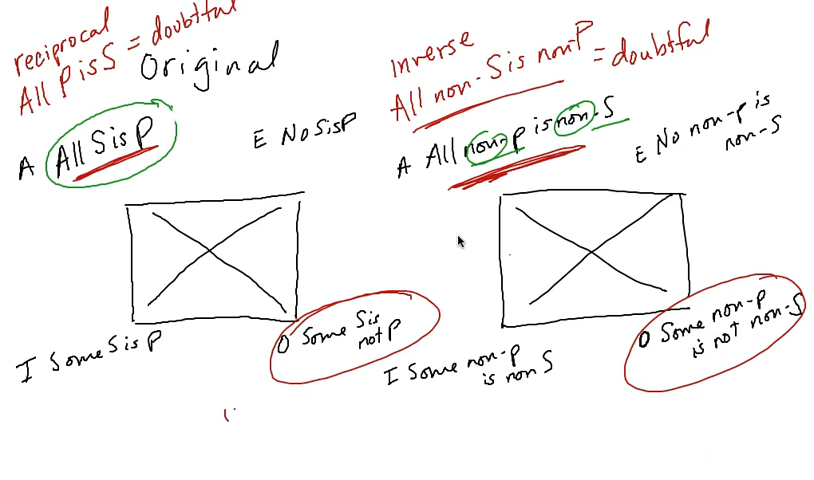 reciprocal
All P is S = doubtful
Original
A All S is P
E No S is P
I Some S is P
O Some S is
not P
Inverse
All non-S is non-P = doubtful
A All non-p is non-S
E No non-p is
non-S
I Some non-p
is non S
O Some non-p
is not non-S